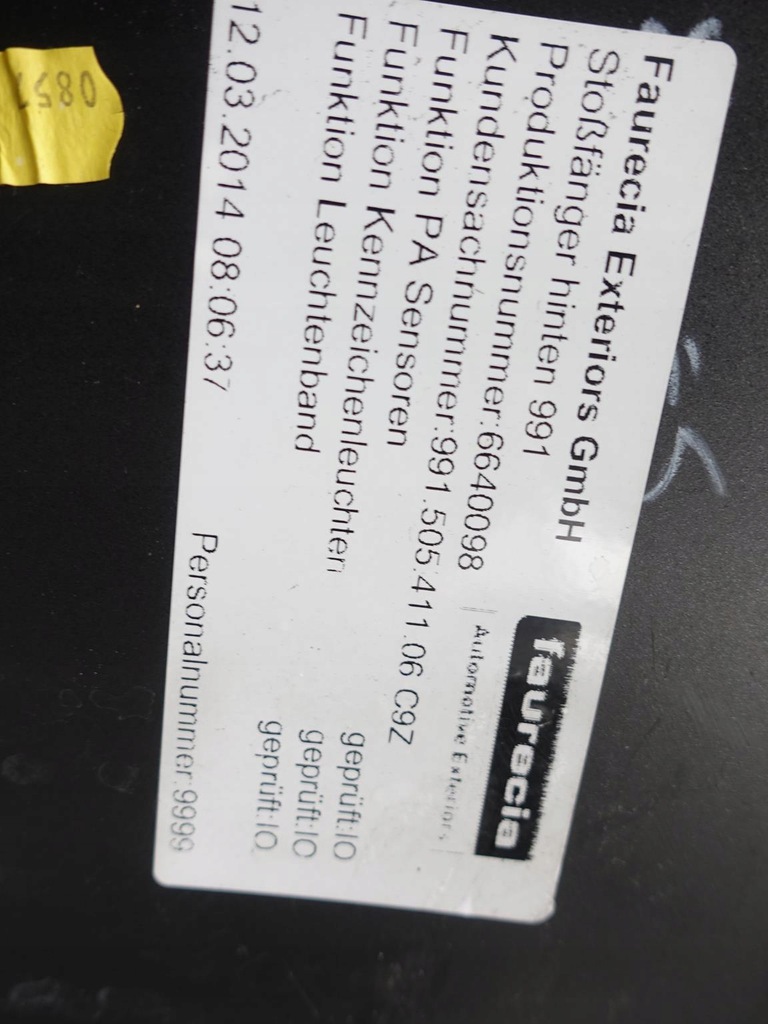 Faurecia Exteriors GmbH
Stoßfänger hinten 991
Produktionsnummer:6640098
Kundensachnummer:991.505.411.06 C9Z
Funktion PA Sensoren geprüft:IO
Funktion Kennzeichenleuchten geprüft:IO
Funktion Leuchtenband geprüft:IO
12.03.2014 08:06:37 Personalnummer:9999
faurecia
Automotive Exteriors